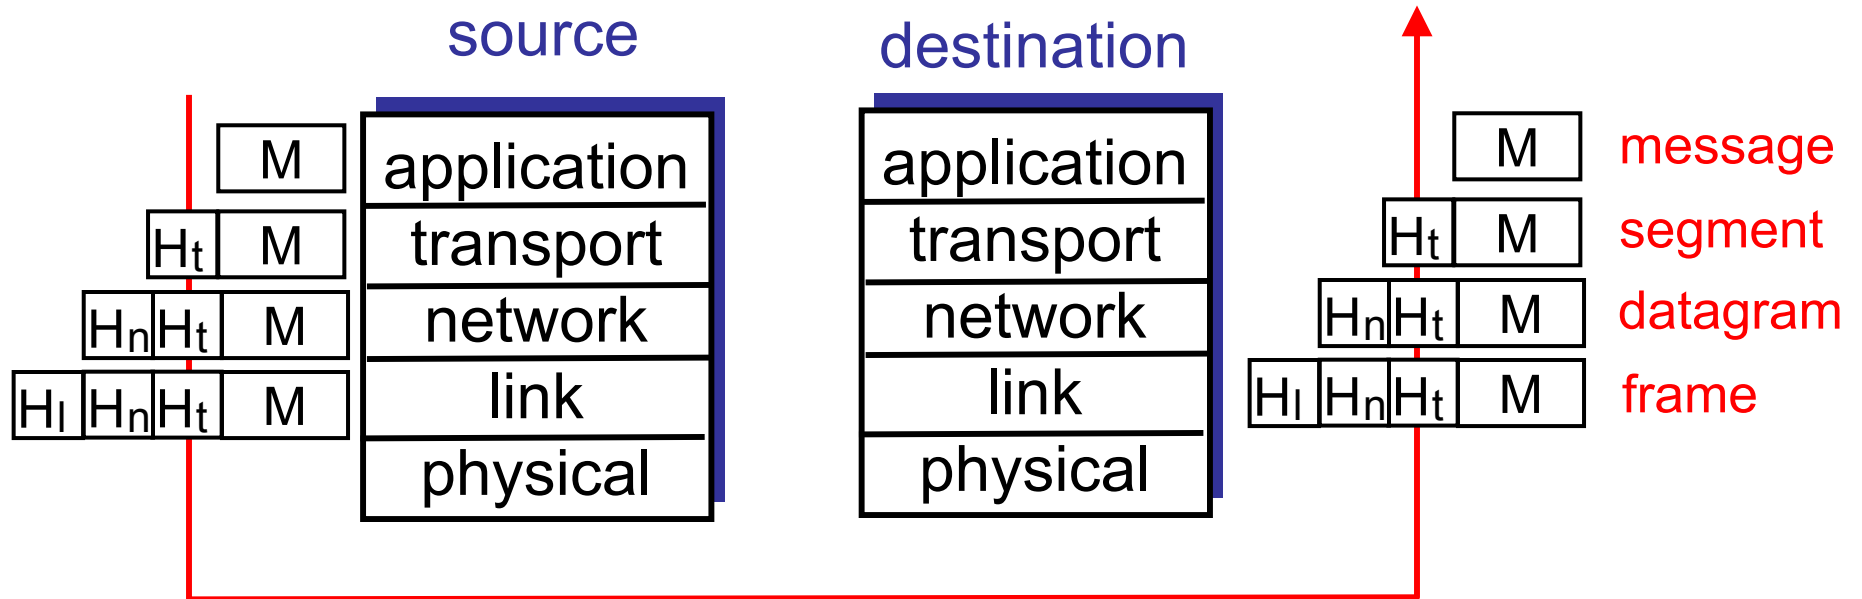 source destination
M application application M message
Ht M transport transport Ht M segment
Hn Ht M network network Hn Ht M datagram
Hl Hn Ht M link link Hl Hn Ht M frame
physical physical